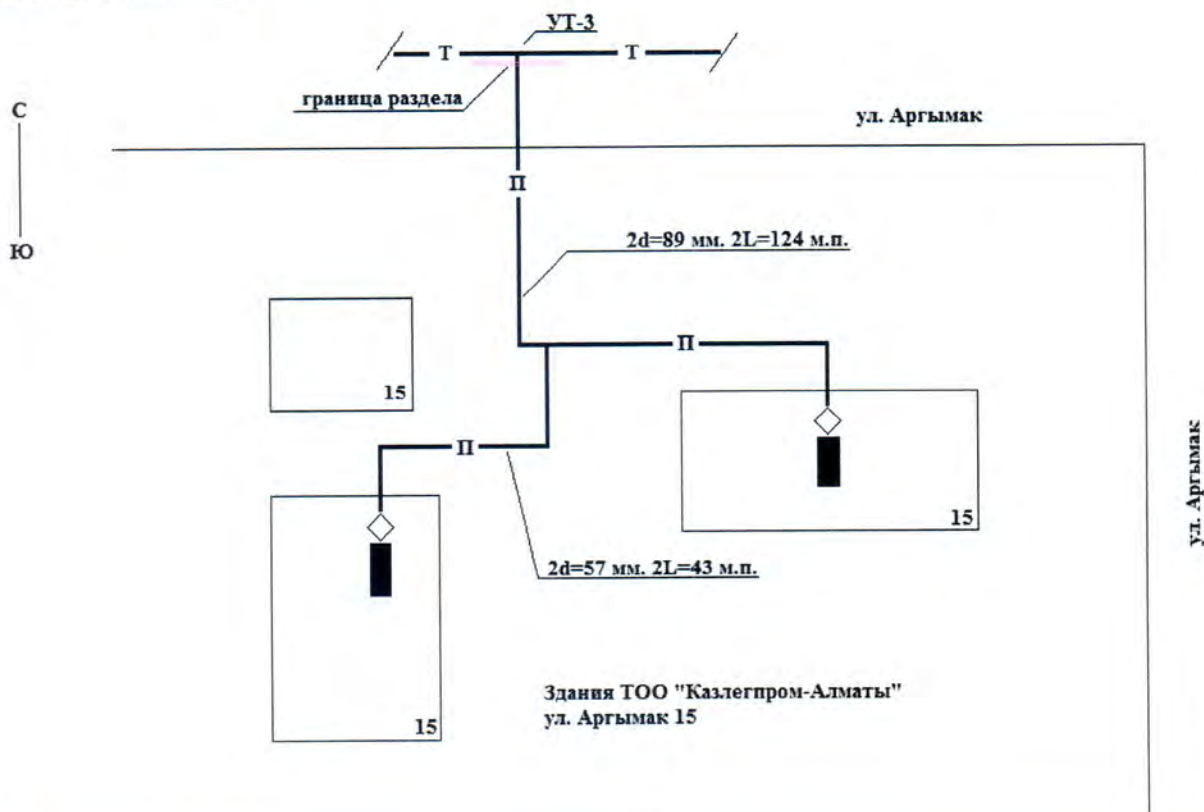 УТ-3
Т
Т
граница раздела
С
ул. Аргымак
П
Ю
2d=89 мм. 2L=124 м.п.
П
15
П
ул. Аргымак
15
2d=57 мм. 2L=43 м.п.
Здания ТОО "Казлегпром-Алматы"
ул. Аргымак 15
15